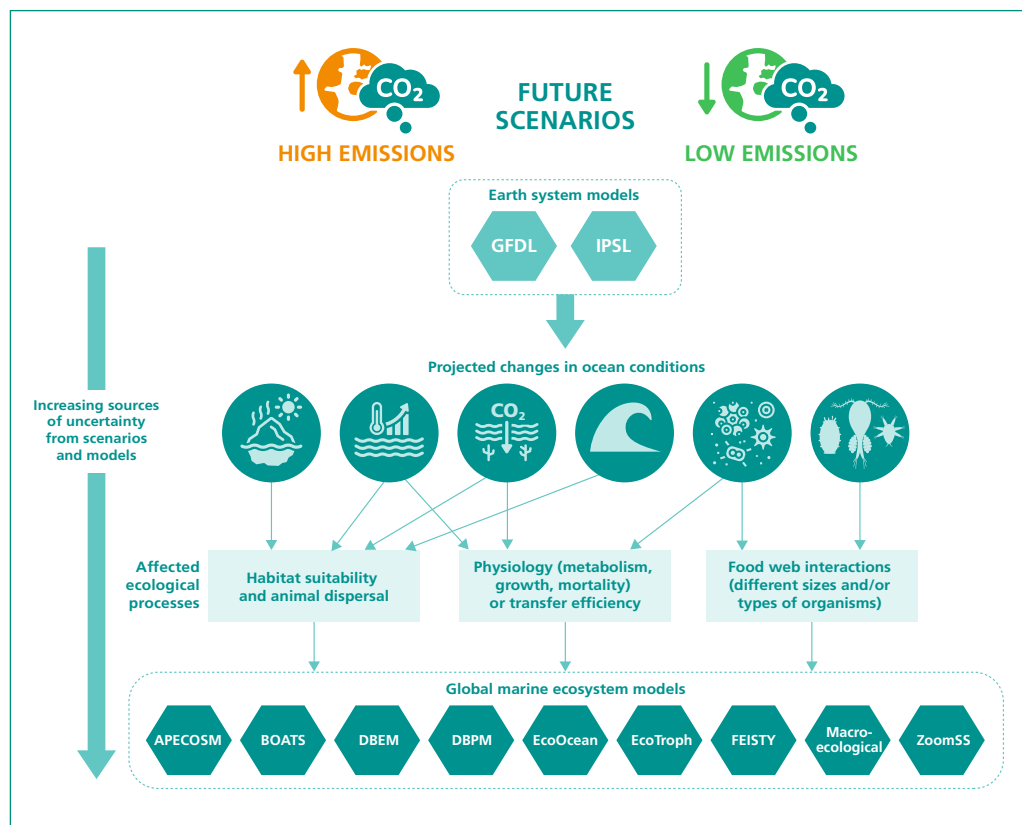 CO2
CO2
FUTURE
SCENARIOS
HIGH EMISSIONS
LOW EMISSIONS
Earth system models
GFDL
IPSL
Projected changes in ocean conditions
CO2
Increasing sources
of uncertainty
from scenarios
and models
Affected
ecological
processes
Habitat suitability
and animal dispersal
Physiology (metabolism,
growth, mortality)
or transfer efficiency
Food web interactions
(different sizes and/or
types of organisms)
Global marine ecosystem models
APECOSM
BOATS
DBEM
DBPM
EcoOcean
EcoTroph
FEISTY
Macro-
ecological
ZoomSS